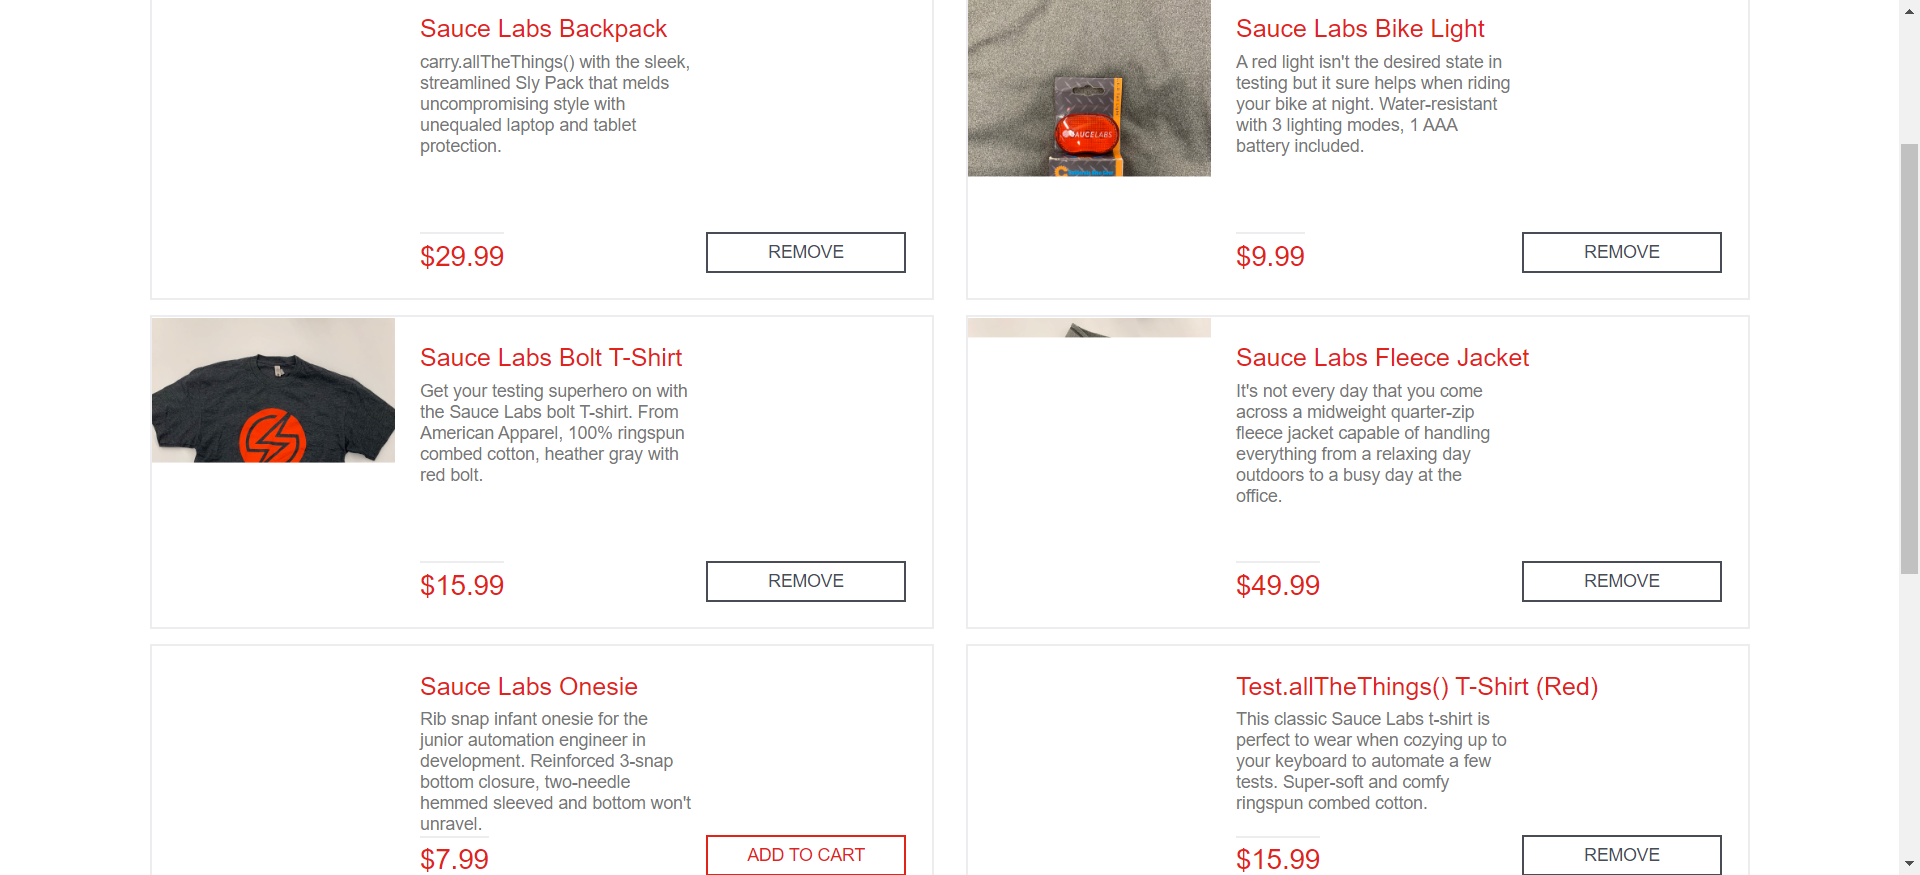 Sauce Labs Backpack
carry.allTheThings() with the sleek,
streamlined Sly Pack that melds
uncompromising style with
unequaled laptop and tablet
protection.
$29.99
REMOVE
Sauce Labs Bike Light
A red light isn't the desired state in
testing but it sure helps when riding
your bike at night. Water-resistant
with 3 lighting modes, 1 AAA
battery included.
SAUCELABS
$9.99
REMOVE
Sauce Labs Bolt T-Shirt
Get your testing superhero on with
the Sauce Labs bolt T-shirt. From
American Apparel, 100% ringspun
combed cotton, heather gray with
red bolt.
$15.99
REMOVE
Sauce Labs Fleece Jacket
It's not every day that you come
across a midweight quarter-zip
fleece jacket capable of handling
everything from a relaxing day
outdoors to a busy day at the
office.
$49.99
REMOVE
Sauce Labs Onesie
Rib snap infant onesie for the
junior automation engineer in
development. Reinforced 3-snap
bottom closure, two-needle
hemmed sleeved and bottom won't
unravel.
$7.99
ADD TO CART
Test.allTheThings() T-Shirt (Red)
This classic Sauce Labs t-shirt is
perfect to wear when cozying up to
your keyboard to automate a few
tests. Super-soft and comfy
ringspun combed cotton.
$15.99
REMOVE